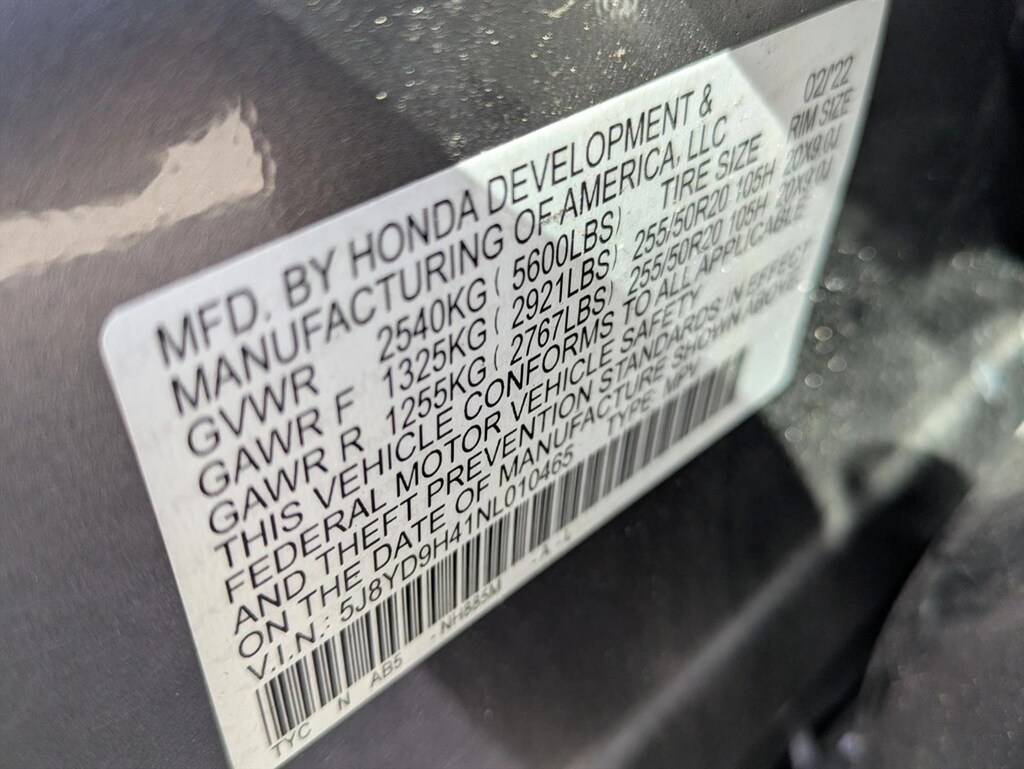 MFD. BY HONDA DEVELOPMENT & 02/'22
MANUFACTURING OF AMERICA, LLC
GVWR 2540KG ( 5600LBS) TIRE SIZE RIM SIZE
GAWR F 1325KG ( 2921LBS) 255/50R20 105H 20X9.0J
GAWR R 1255KG ( 2767LBS) 255/50R20 105H 20X9.0J
THIS VEHICLE CONFORMS TO ALL APPLICABLE
FEDERAL MOTOR VEHICLE SAFETY
AND THEFT PREVENTION STANDARDS IN EFFECT
ON THE DATE OF MANUFACTURE SHOWN ABOVE.
V.I.N.: 5J8YD9H41NL010465 TYPE: MPV
TYC N AB5